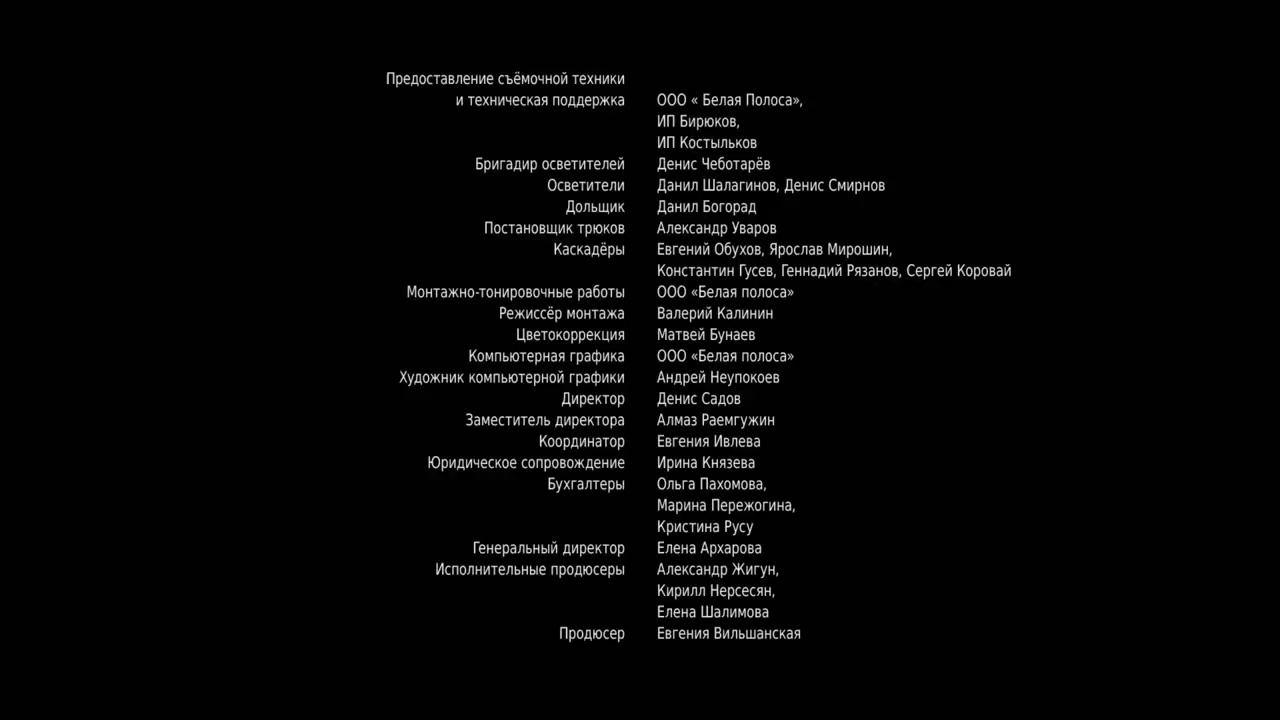 Предоставление съёмочной техники
и техническая поддержка ООО « Белая Полоса»,
ИП Бирюков,
ИП Костыльков
Бригадир осветителей Денис Чеботарёв
Осветители Данил Шалагинов, Денис Смирнов
Дольщик Данил Богорад
Постановщик трюков Александр Уваров
Каскадёры Евгений Обухов, Ярослав Мирошин,
Константин Гусев, Геннадий Рязанов, Сергей Коровай
Монтажно-тонировочные работы ООО «Белая полоса»
Режиссёр монтажа Валерий Калинин
Цветокоррекция Матвей Бунаев
Компьютерная графика ООО «Белая полоса»
Художник компьютерной графики Андрей Неупокоев
Директор Денис Садов
Заместитель директора Алмаз Раемгужин
Координатор Евгения Ивлева
Юридическое сопровождение Ирина Князева
Бухгалтеры Ольга Пахомова,
Марина Пережогина,
Кристина Русу
Генеральный директор Елена Архарова
Исполнительные продюсеры Александр Жигун,
Кирилл Нерсесян,
Елена Шалимова
Продюсер Евгения Вильшанская